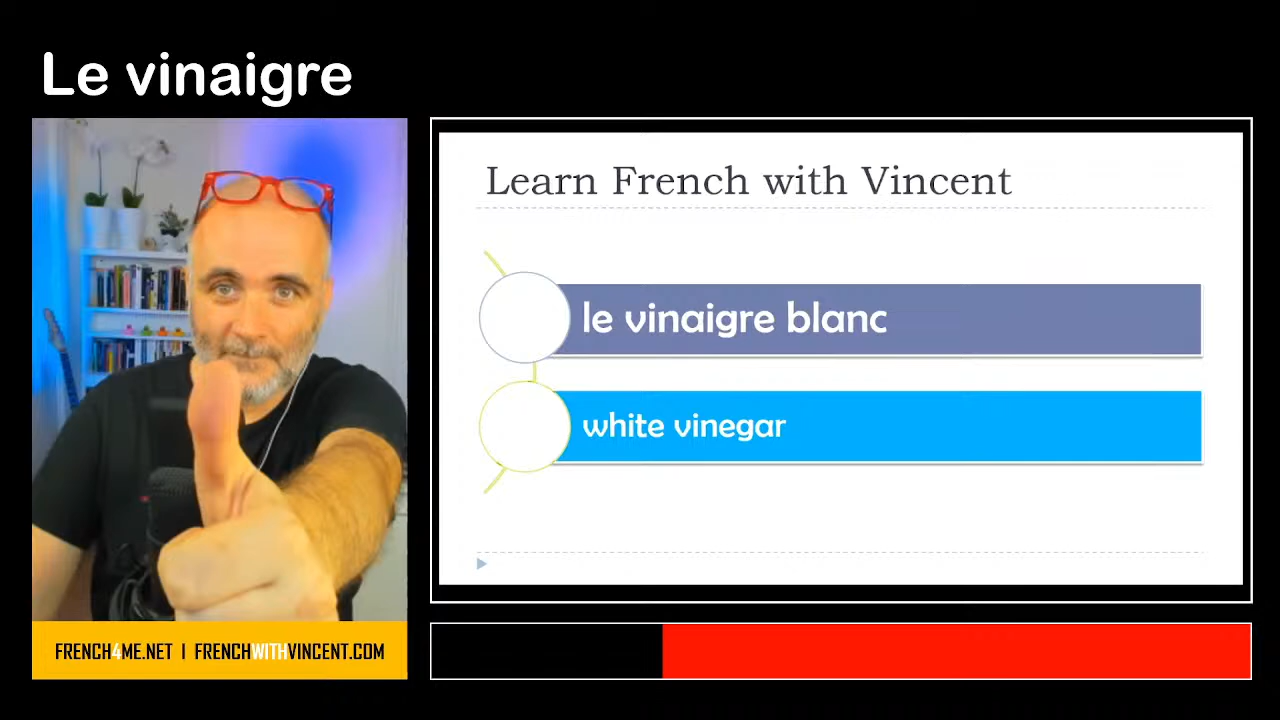 Le vinaigre
Learn French with Vincent
le vinaigre blanc
white vinegar
FRENCH4ME.NET | FRENCHWITHVINCENT.COM